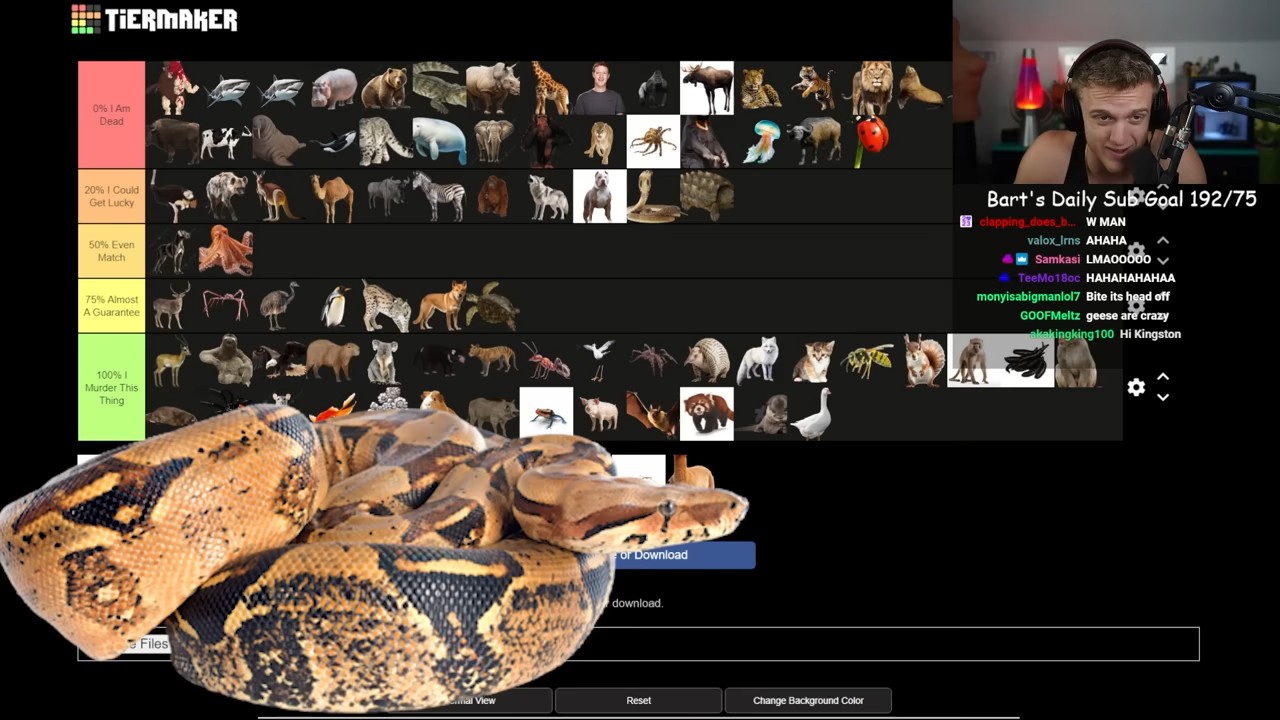 TiERMAKER
0% I Am
Dead
20% I Could
Get Lucky
50% Even
Match
75% Almost
A Guarantee
100% I
Murder This
Thing
Bart's Daily Sub Goal 192/75
clapping_does_b... W MAN
valox_lrns AHAHA
Samkasi LMAOOOOO
TeeMo18oc HAHAHAHAHAA
monyisabigmanlol7 Bite its head off
GOOFMeltz geese are crazy
akakingking100 Hi Kingston
or Download
download.
Files
View
Reset
Change Background Color